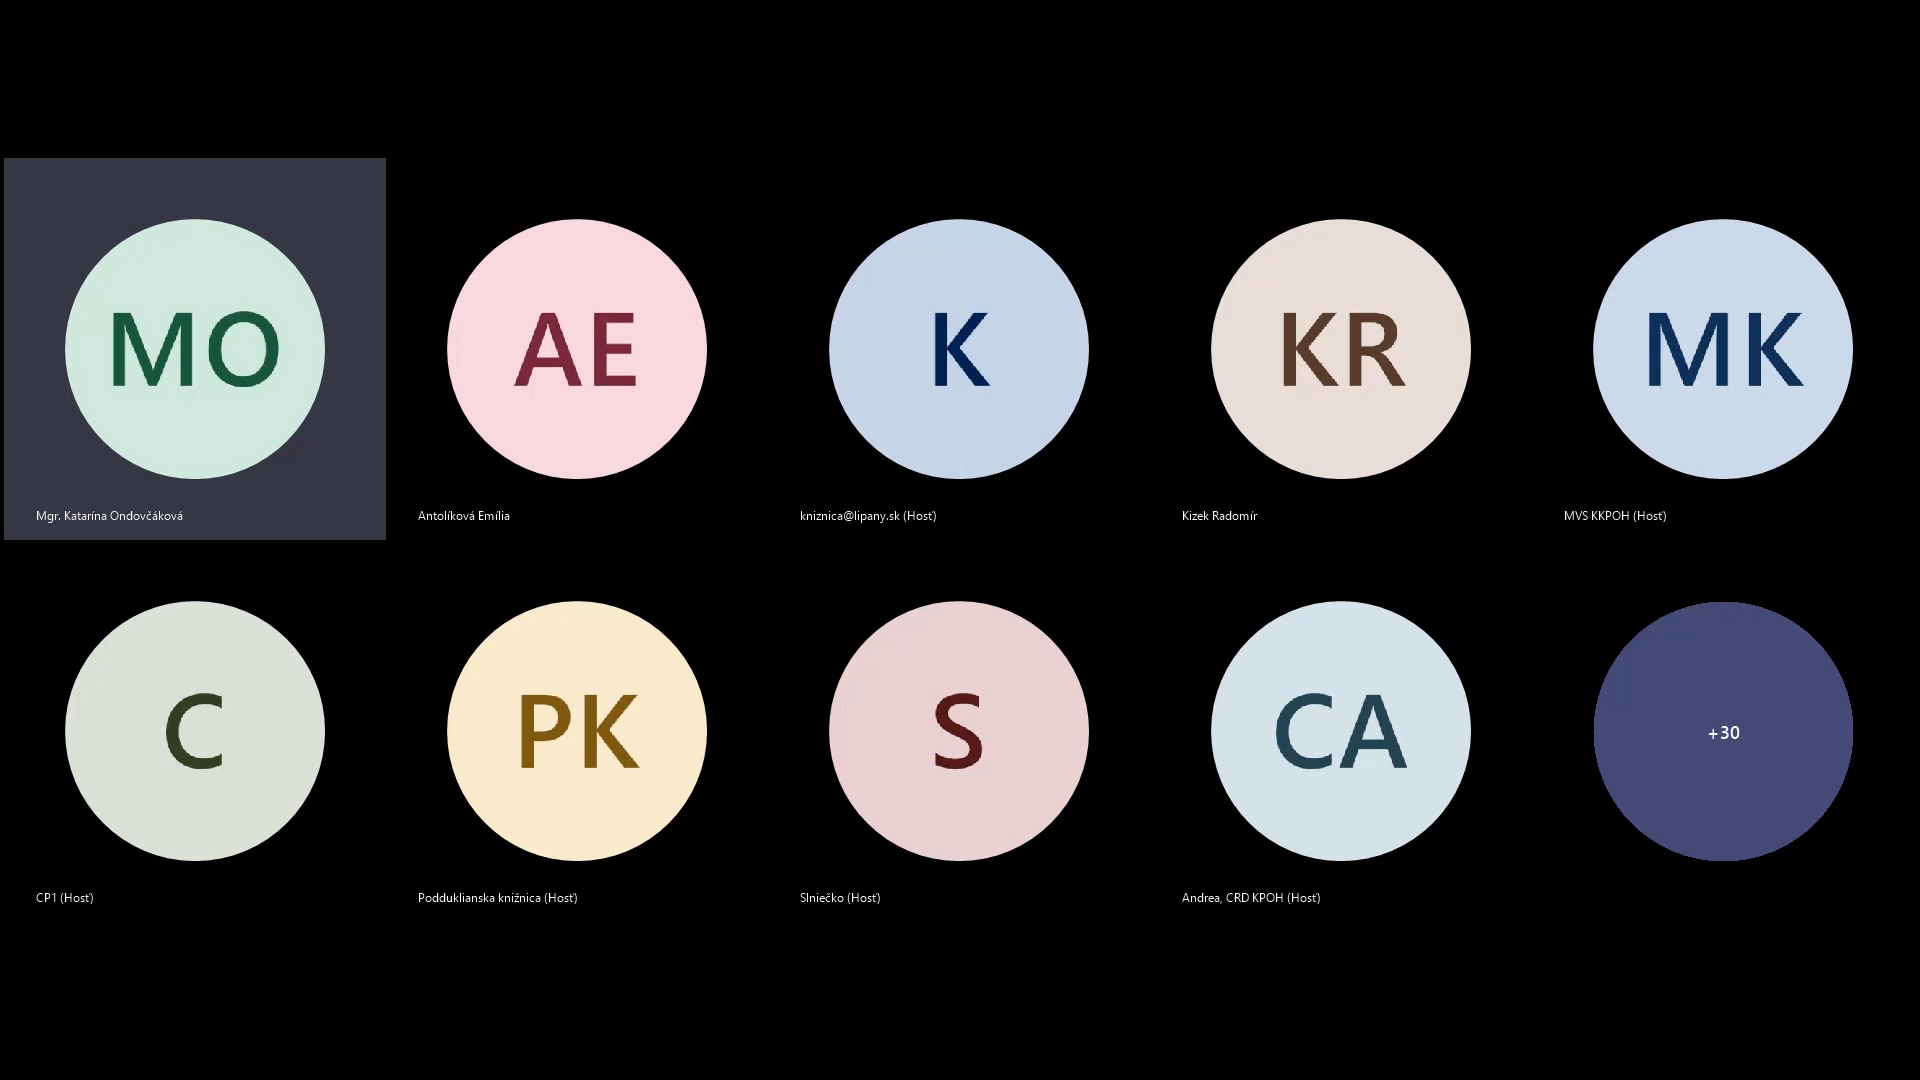 MO
AE
K
KR
MK
Mgr. Katarína Ondovčáková
Antolíková Emília
kniznica@lipany.sk (Hosť)
Kizek Radomír
MVS KKPOH (Hosť)
C
PK
S
CA
+30
CP1 (Hosť)
Podduklianska knižnica (Hosť)
Slniečko (Hosť)
Andrea, CRD KPOH (Hosť)